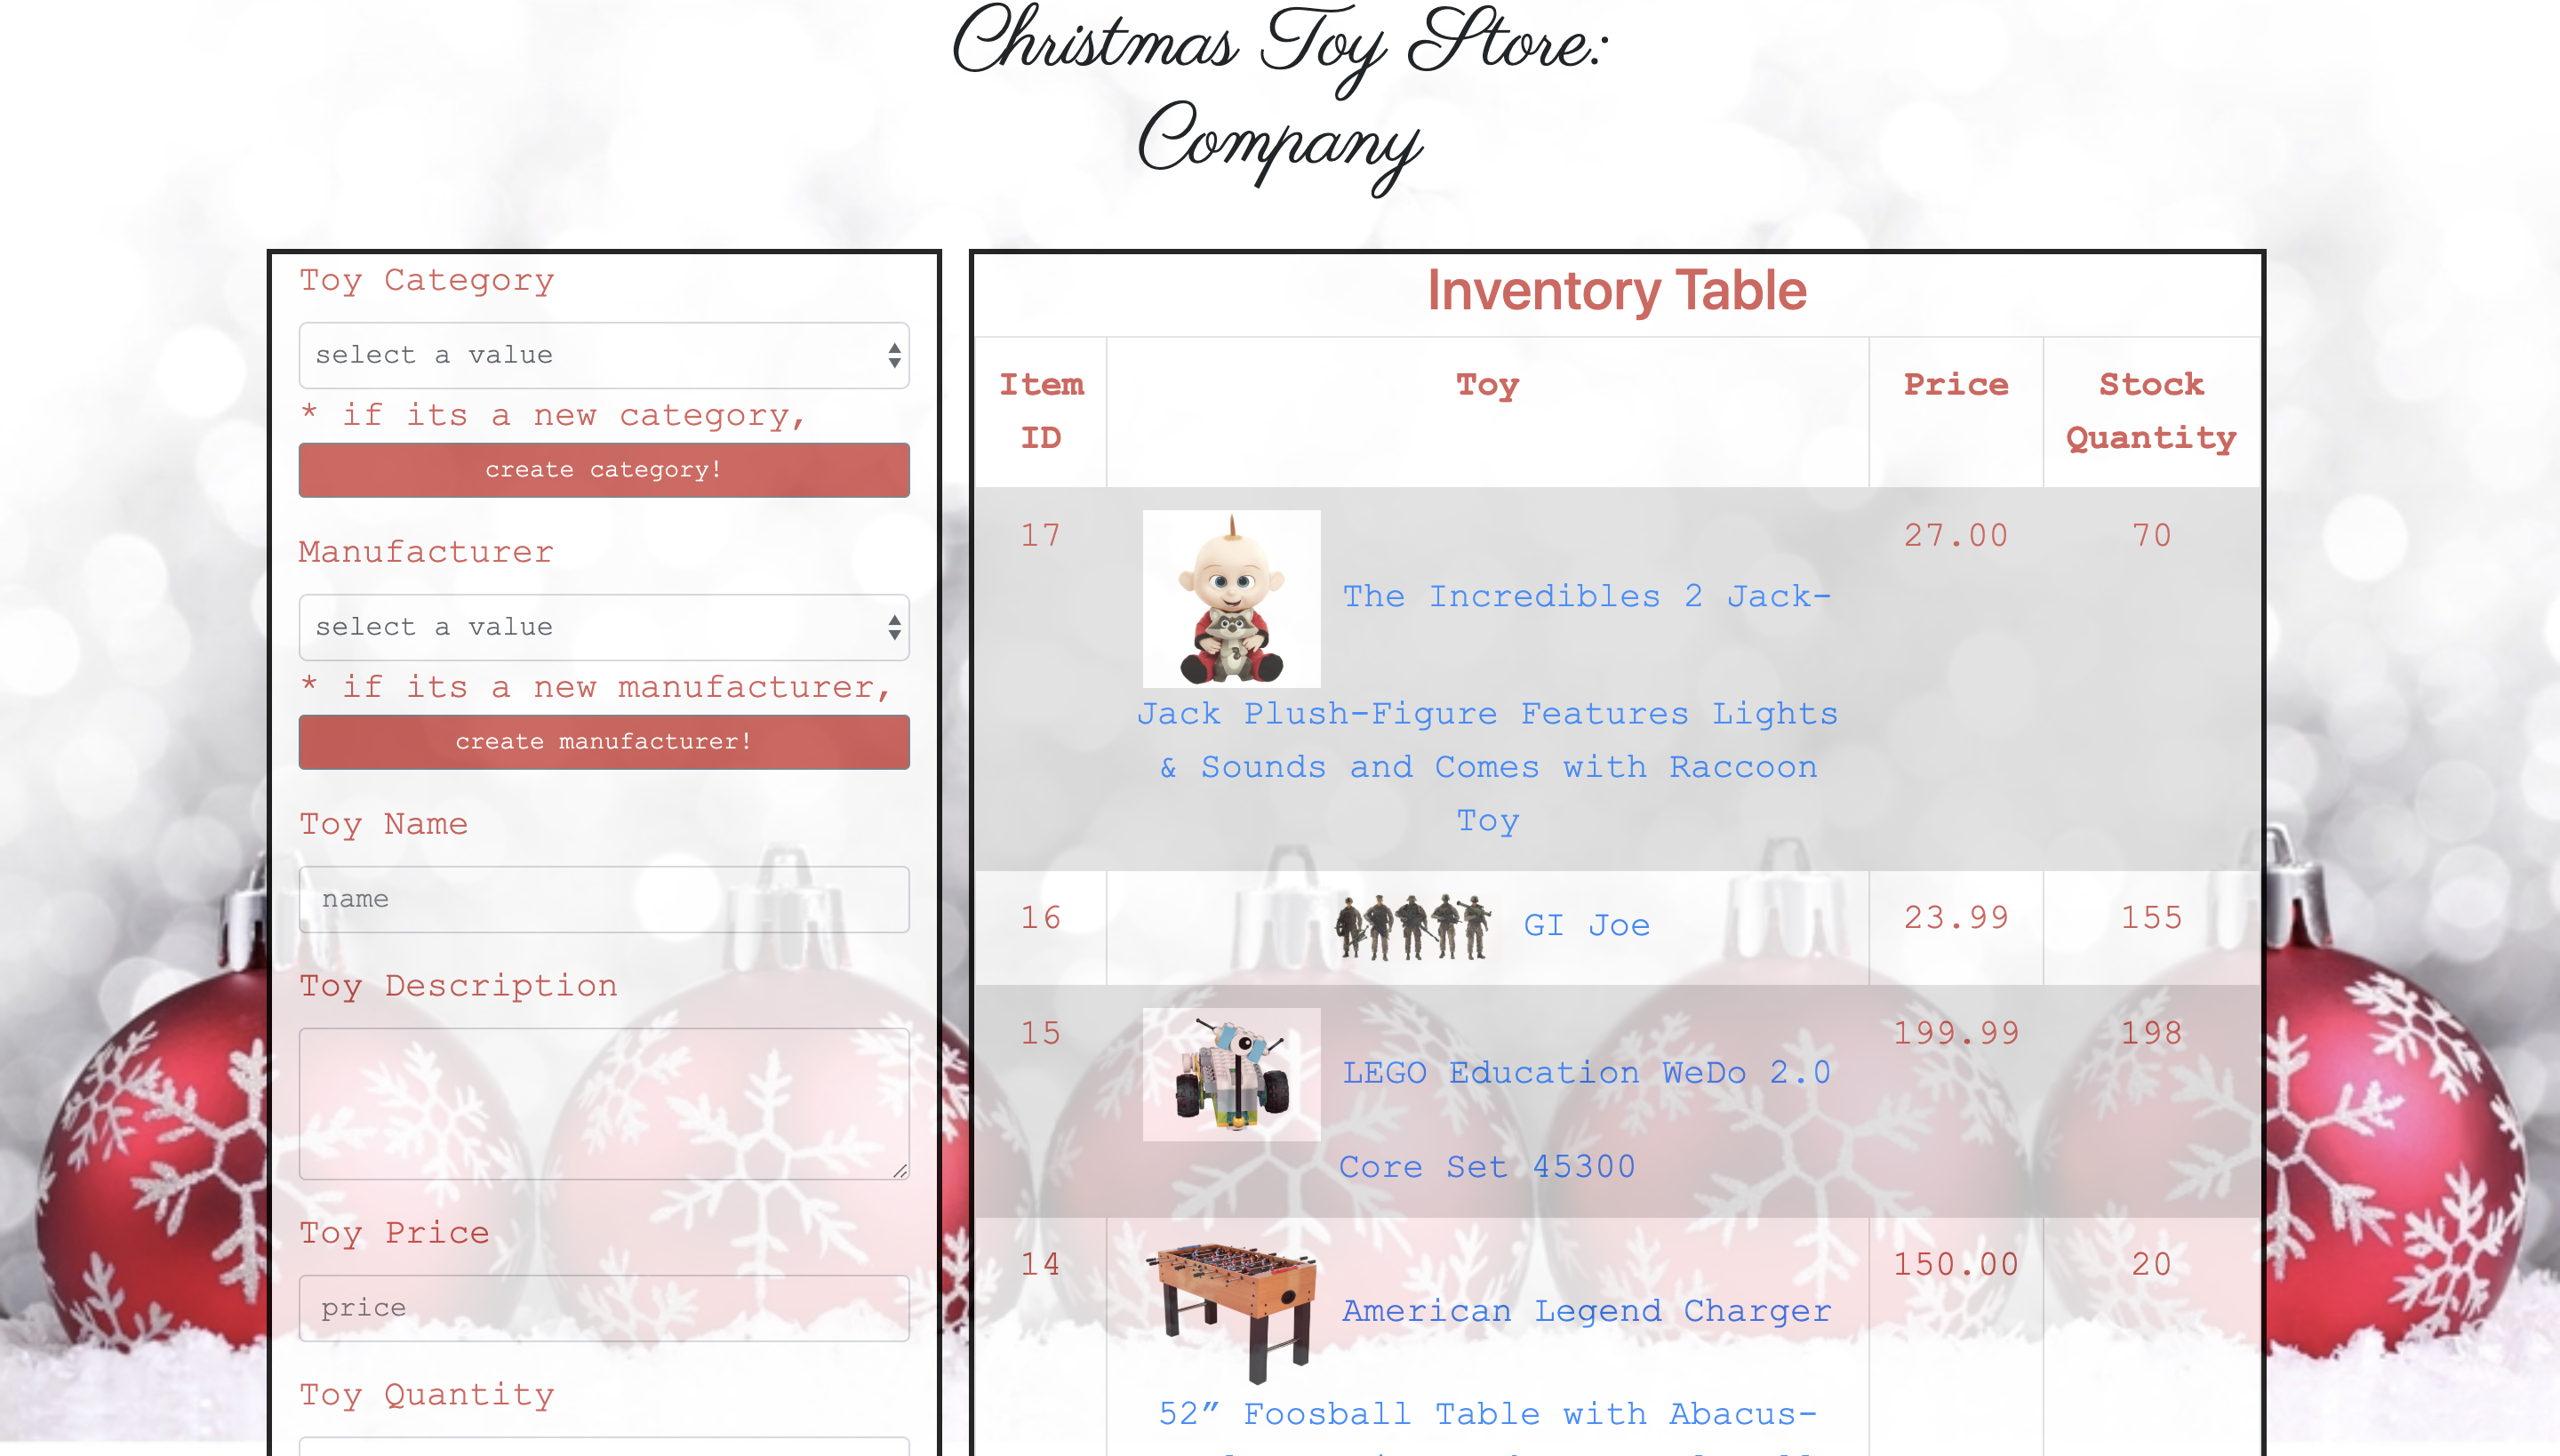 Christmas Toy Store:
Company
Toy Category
select a value
* if its a new category,
create category!
Manufacturer
select a value
* if its a new manufacturer,
create manufacturer!
Toy Name
name
Toy Description
Toy Price
price
Toy Quantity
Inventory Table
Item
ID
Toy
Price
Stock
Quantity
17
The Incredibles 2 Jack-
Jack Plush-Figure Features Lights
& Sounds and Comes with Raccoon
Toy
27.00
70
16
GI Joe
23.99
155
15
LEGO Education WeDo 2.0
Core Set 45300
199.99
198
14
American Legend Charger
52” Foosball Table with Abacus-
150.00
20